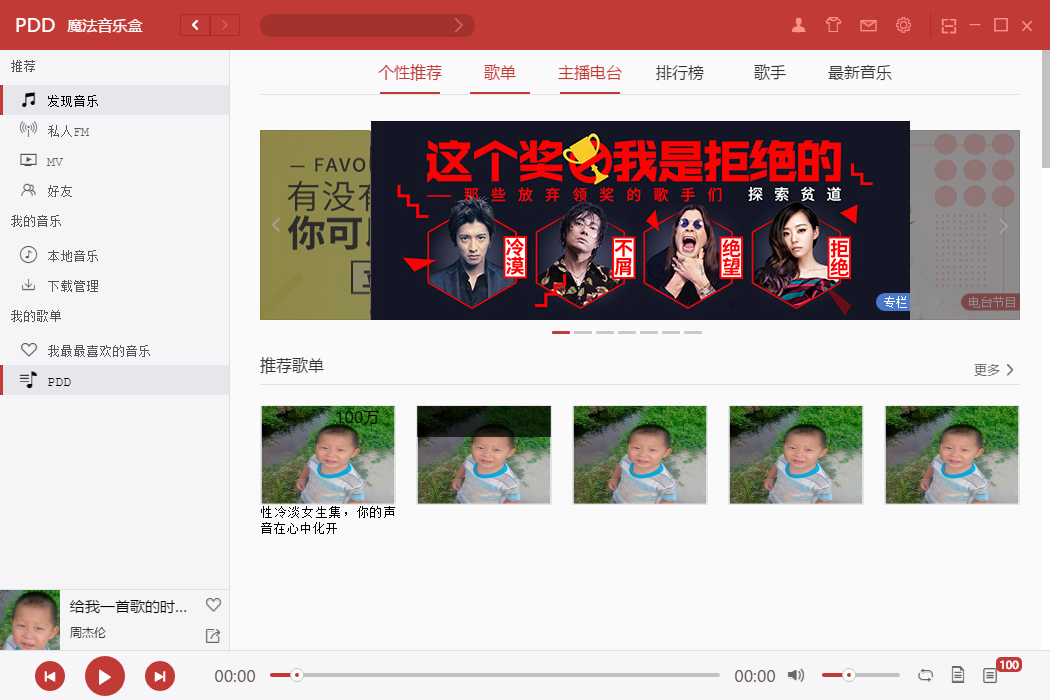 PDD 魔法音乐盒
推荐
发现音乐
私人FM
MV
好友
我的音乐
本地音乐
下载管理
我的歌单
我最最喜欢的音乐
PDD
个性推荐 歌单 主播电台 排行榜 歌手 最新音乐
有没有
你可
这个奖 我是拒绝的
那些放弃领奖的歌手们 探索贫道
冷漠 不屑 绝望 拒绝
专栏
电台节目
推荐歌单
更多
100万
性冷淡女生集，你的声
音在心中化开
给我一首歌的时...
周杰伦
00:00
00:00
100